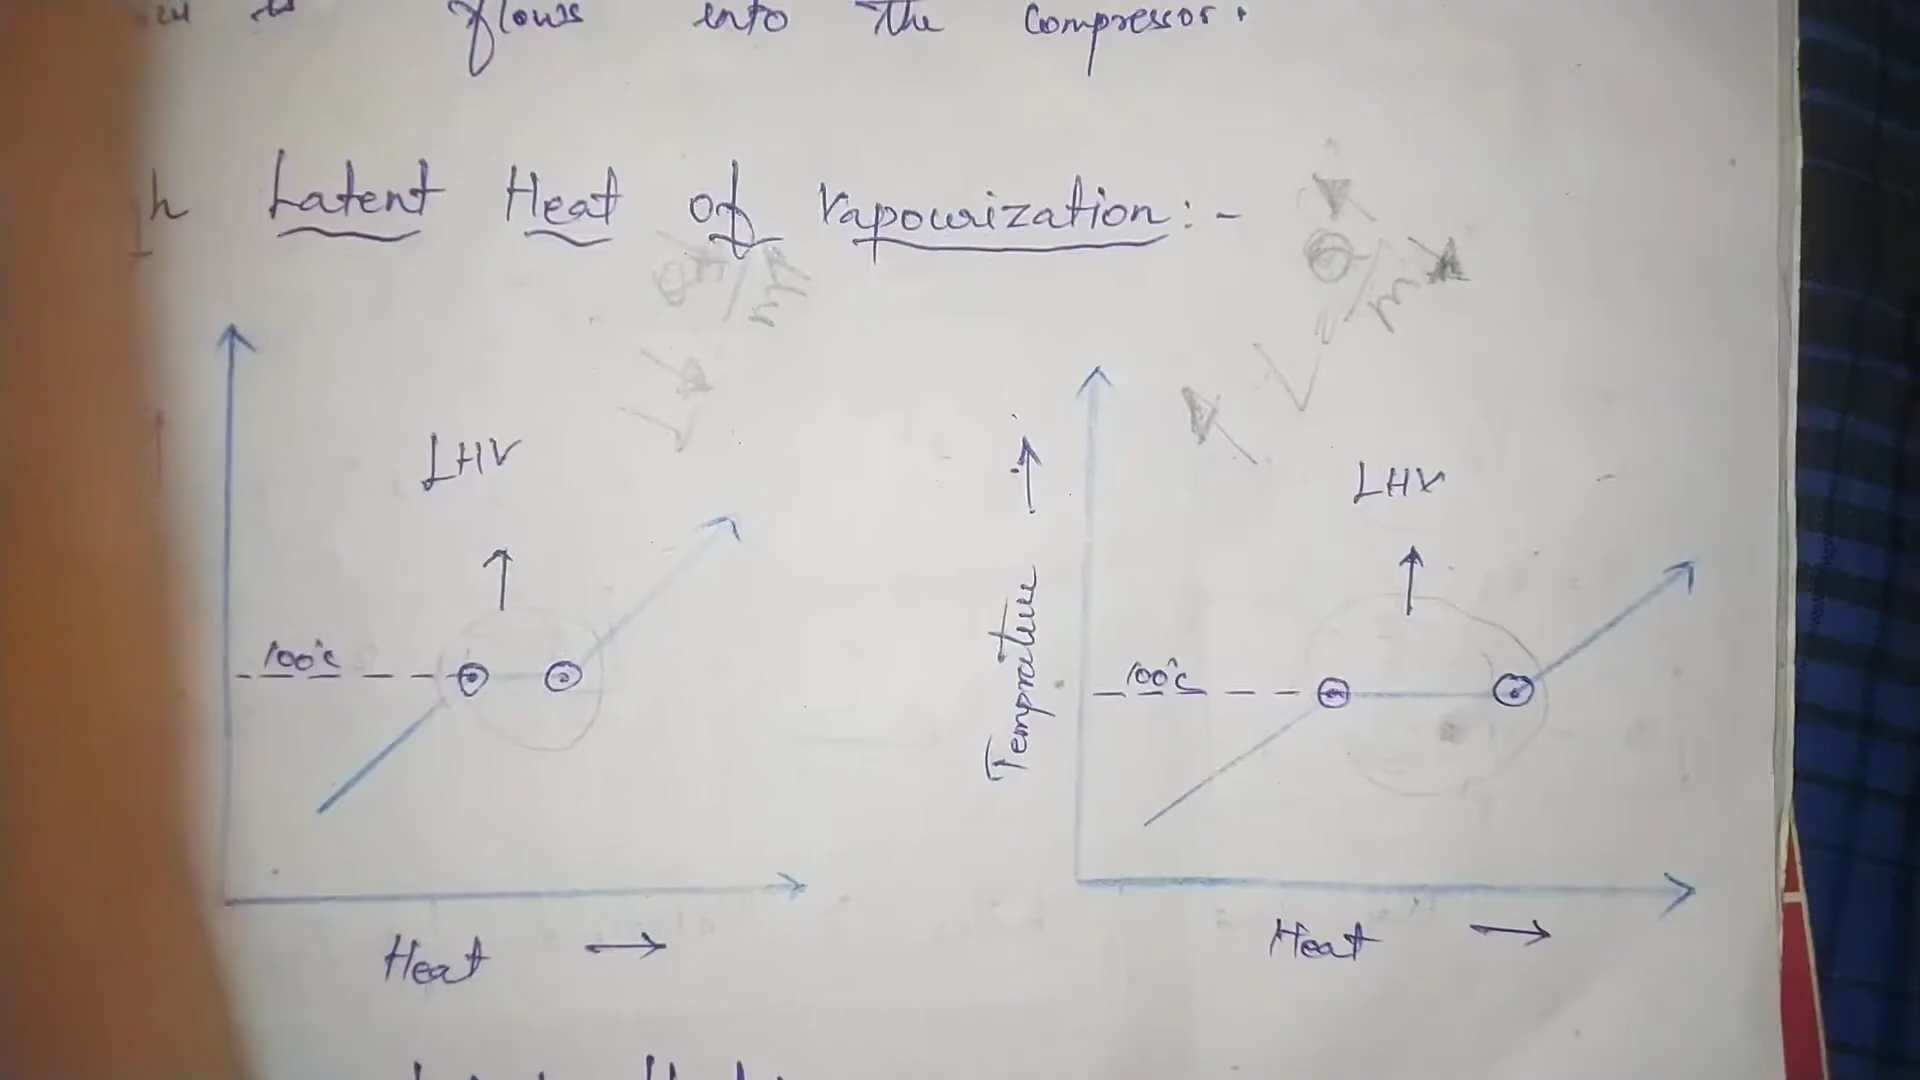 flows into the compressor.
Latent Heat of Vapourization:-
LHV
100°C
Heat
LHV
Temprature
100°C
Heat